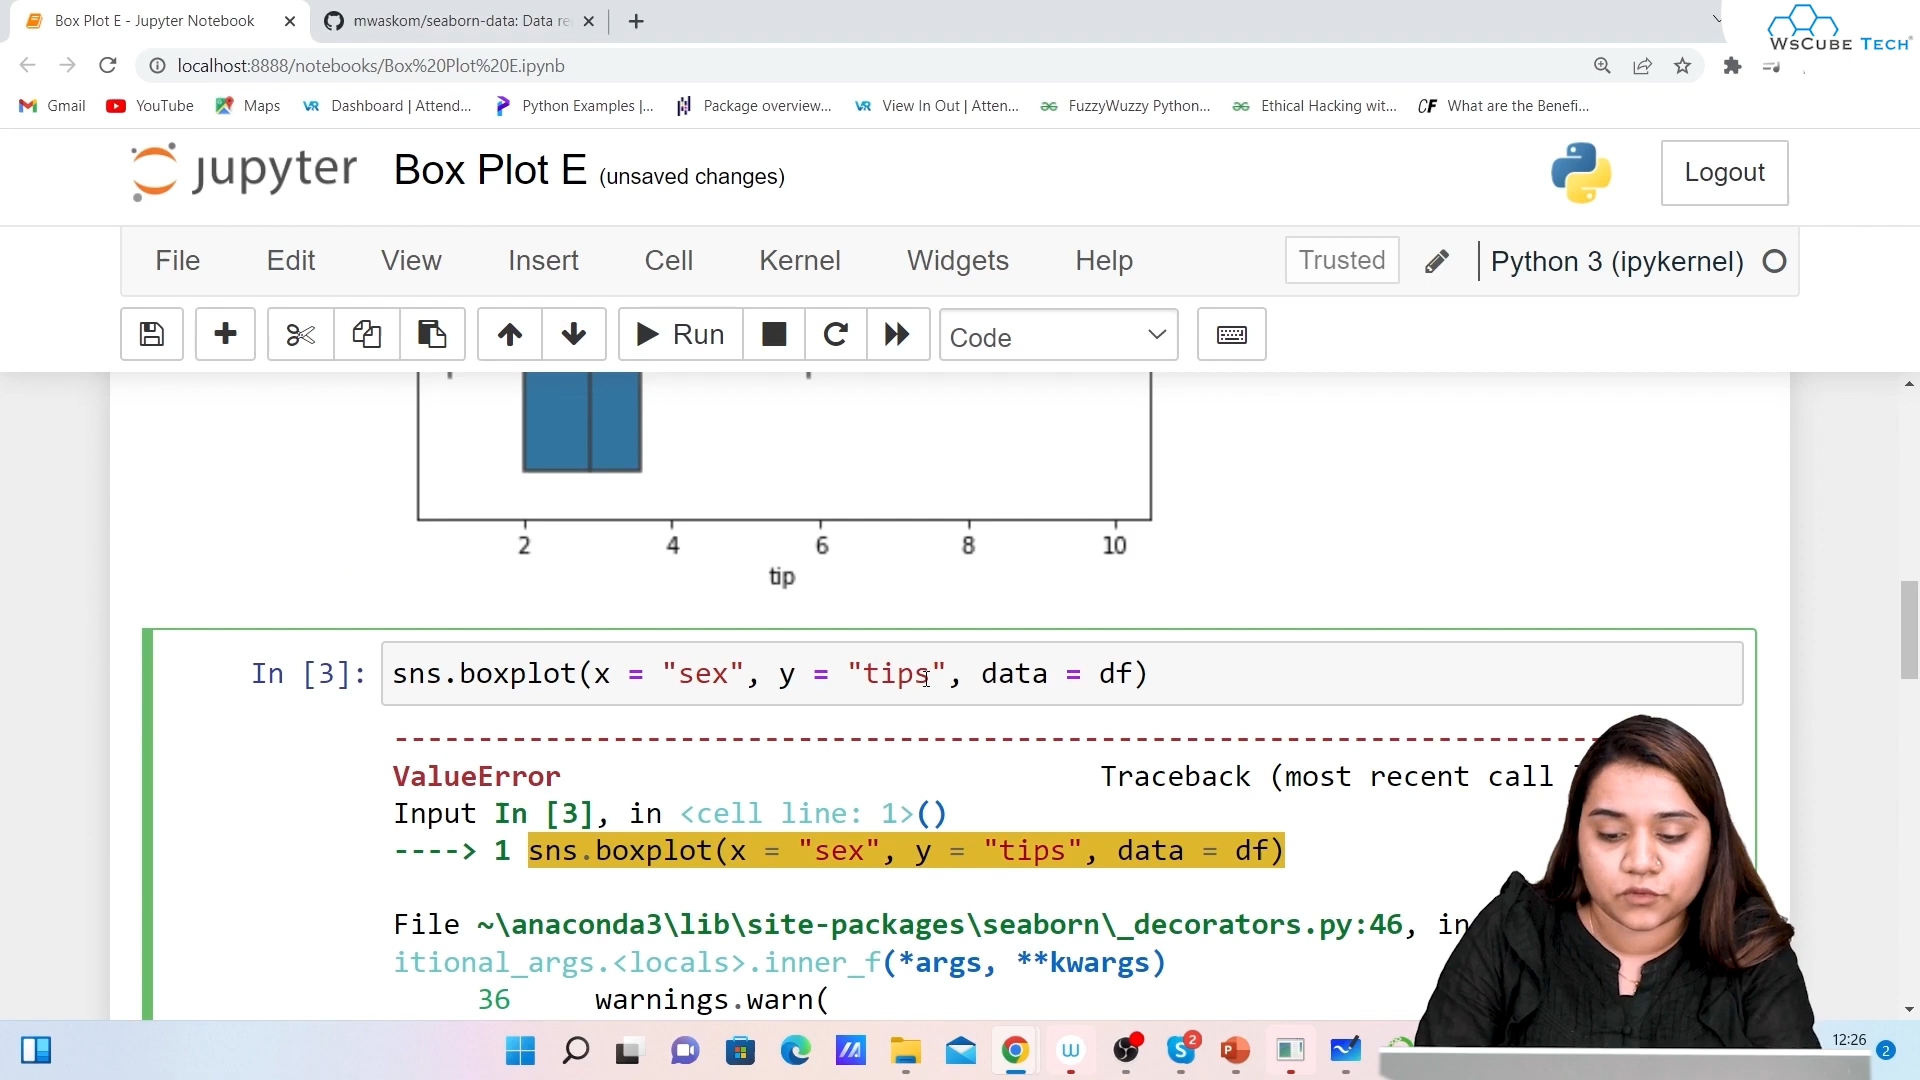 Box Plot E - Jupyter Notebook
mwaskom/seaborn-data: Data re
WsCube Tech
localhost:8888/notebooks/Box%20Plot%20E.ipynb
Gmail YouTube Maps Dashboard | Attend... Python Examples |... Package overview... View In Out | Atten... FuzzyWuzzy Python... Ethical Hacking wit... CF What are the Benefi...
jupyter Box Plot E (unsaved changes) Logout
File Edit View Insert Cell Kernel Widgets Help Trusted Python 3 (ipykernel)
Run Code
2 4 6 8 10
tip
In [3]: sns.boxplot(x = "sex", y = "tips", data = df)
ValueError Traceback (most recent call
Input In [3], in <cell line: 1>()
----> 1 sns.boxplot(x = "sex", y = "tips", data = df)
File ~\anaconda3\lib\site-packages\seaborn\_decorators.py:46, in
itional_args.<locals>.inner_f(*args, **kwargs)
36 warnings.warn(
12:26 2